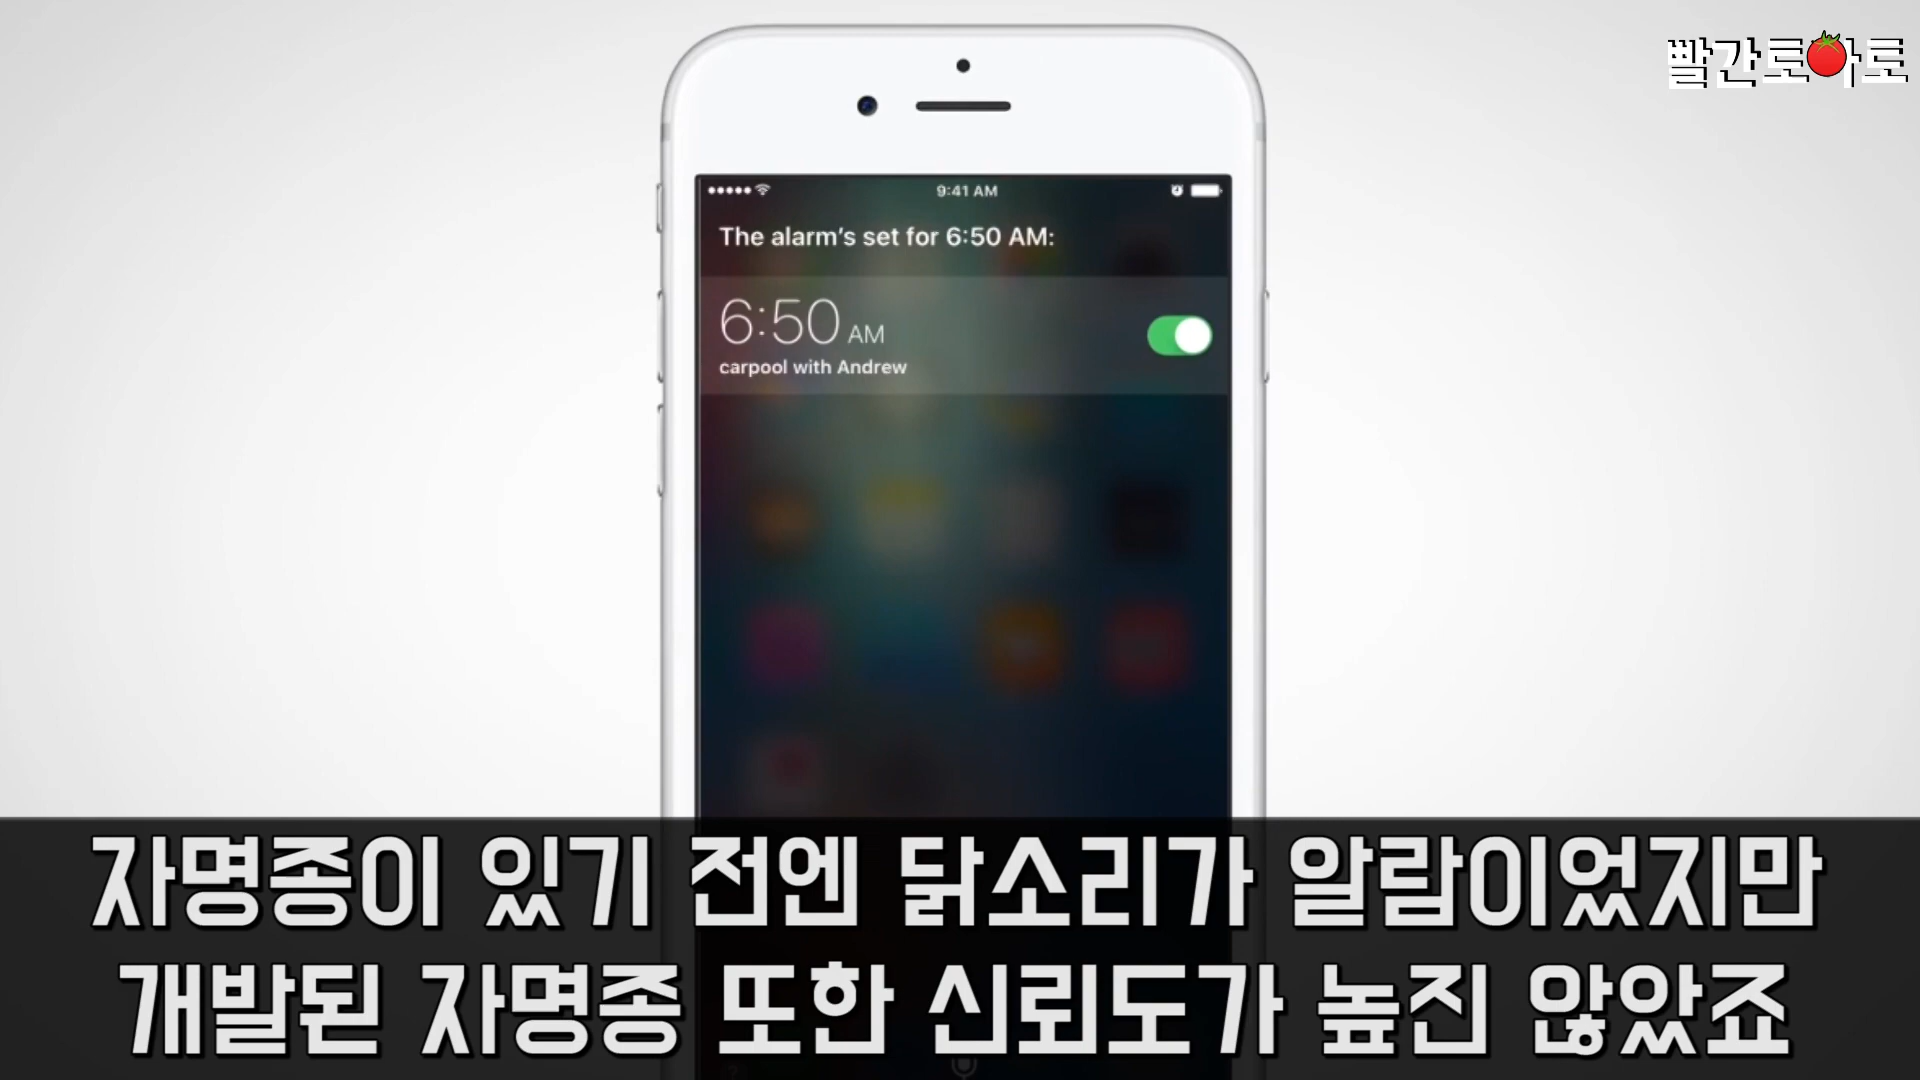 빨간토마토
9:41 AM
The alarm's set for 6:50 AM:
6:50 AM
carpool with Andrew
자명종이 있기 전엔 닭소리가 알람이었지만
개발된 자명종 또한 신뢰도가 높진 않았죠